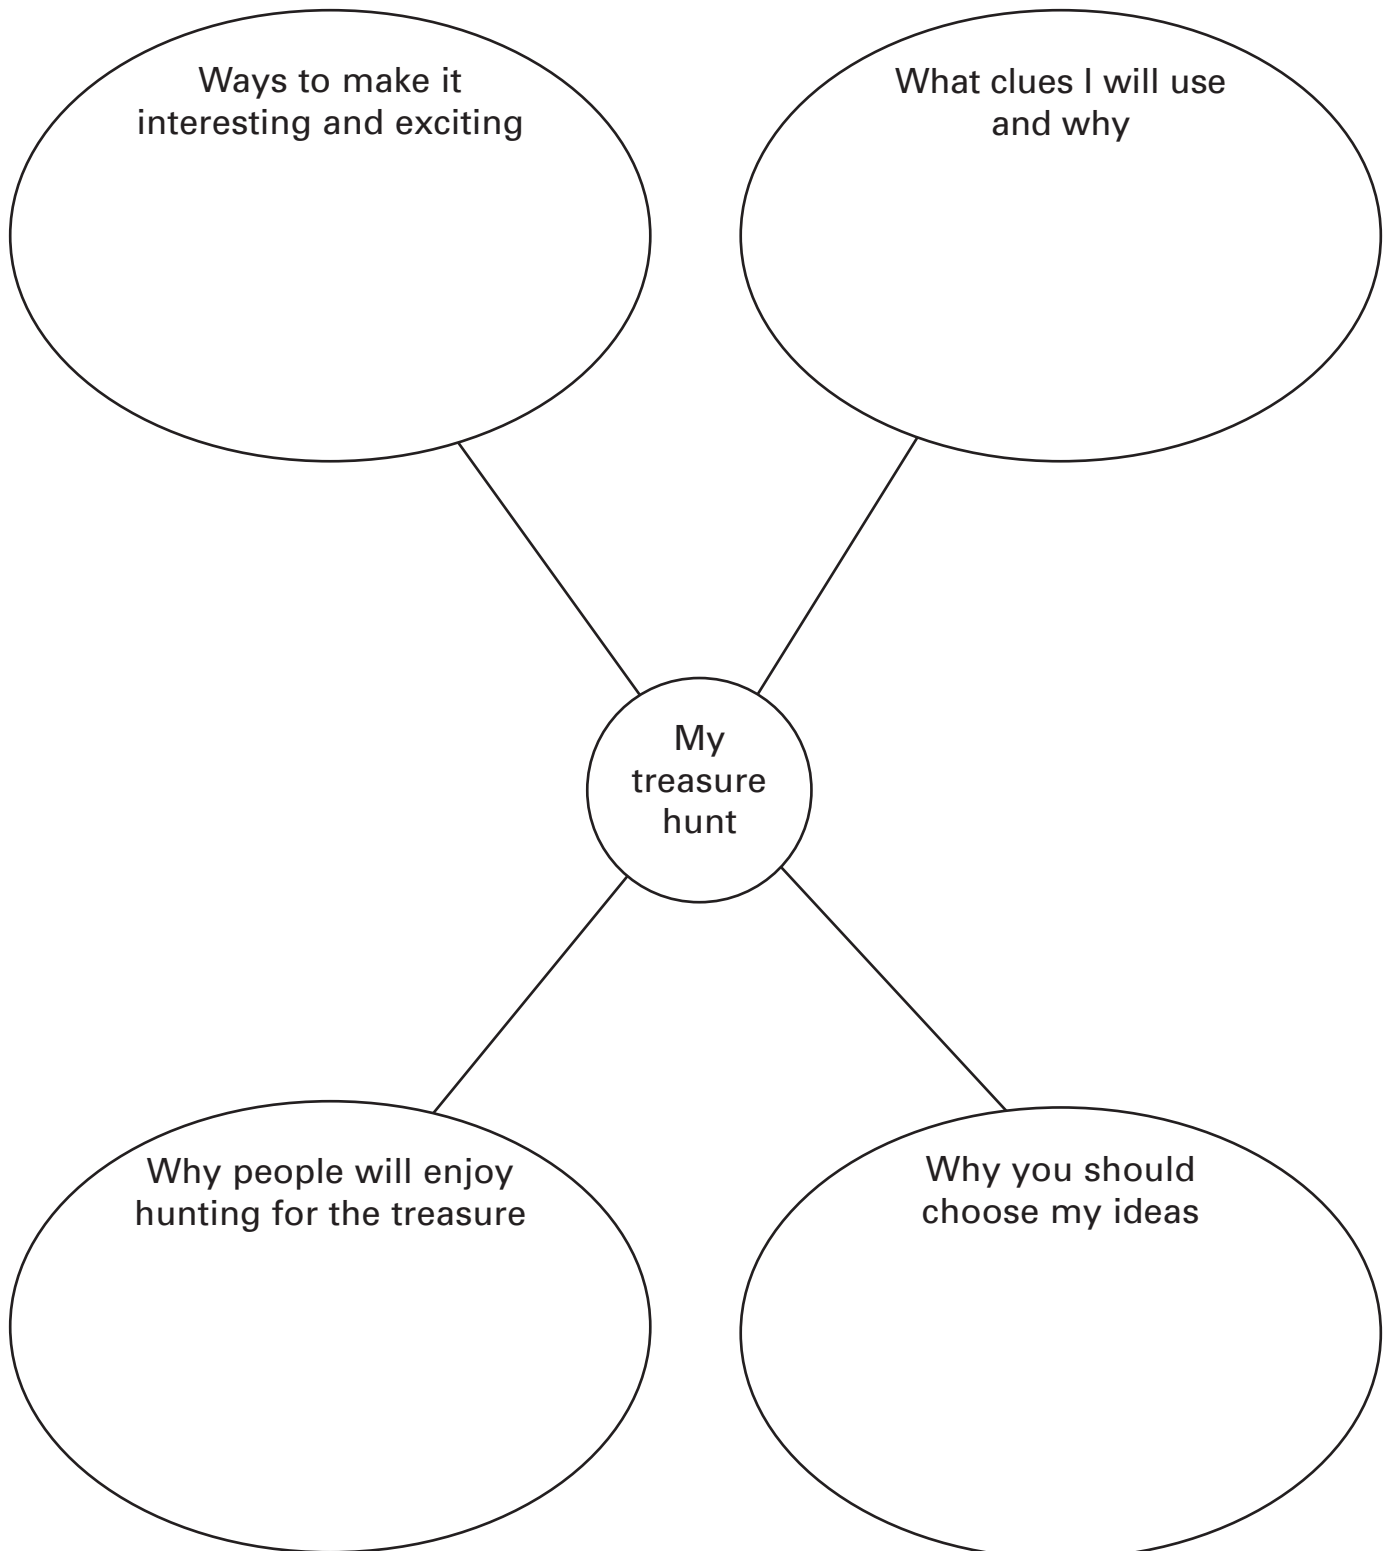 Ways to make it
interesting and exciting
What clues I will use
and why
My
treasure
hunt
Why people will enjoy
hunting for the treasure
Why you should
choose my ideas